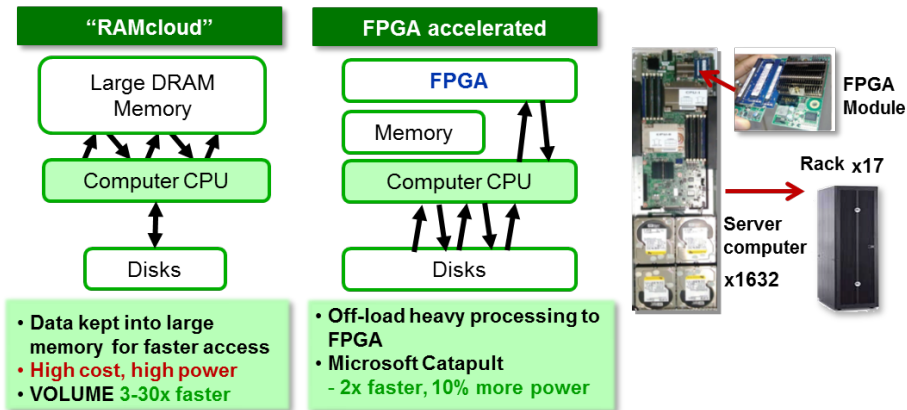 “RAMcloud”
Large DRAM
Memory
Computer CPU
Disks
• Data kept into large
memory for faster access
• High cost, high power
• VOLUME 3-30x faster
FPGA accelerated
FPGA
Memory
Computer CPU
Disks
• Off-load heavy processing to
FPGA
• Microsoft Catapult
- 2x faster, 10% more power
FPGA
Module
Rack x17
Server
computer
x1632